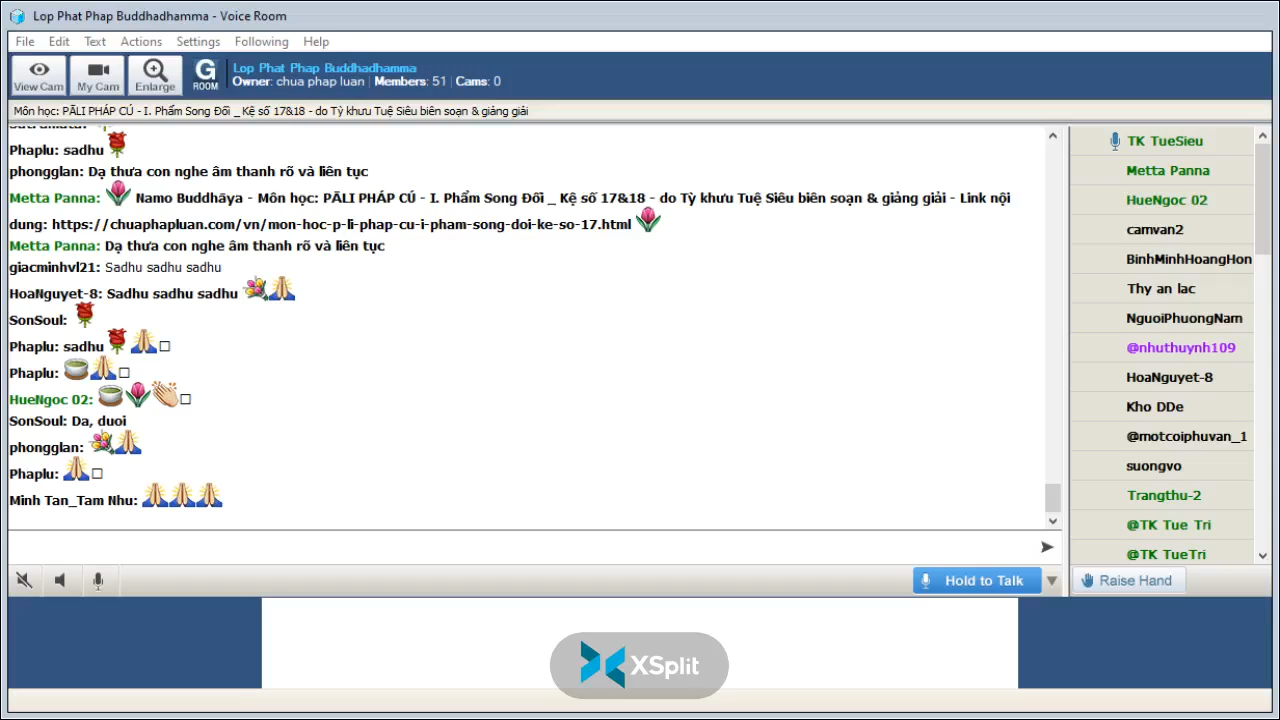 Lop Phat Phap Buddhadhamma - Voice Room
File Edit Text Actions Settings Following Help
View Cam My Cam Enlarge G ROOM
Lop Phat Phap Buddhadhamma
Owner: chua phap luan | Members: 51 | Cams: 0
Môn học: PĀLI PHÁP CÚ - I. Phẩm Song Đối _ Kệ số 17&18 - do Tỳ khưu Tuệ Siêu biên soạn & giảng giải
Phaplu: sadhu
phongglan: Dạ thưa con nghe âm thanh rõ và liên tục
Metta Panna: Namo Buddhāya - Môn học: PĀLI PHÁP CÚ - I. Phẩm Song Đối _ Kệ số 17&18 - do Tỳ khưu Tuệ Siêu biên soạn & giảng giải - Link nội
dung: https://chuaphapluan.com/vn/mon-hoc-p-li-phap-cu-i-pham-song-doi-ke-so-17.html
Metta Panna: Dạ thưa con nghe âm thanh rõ và liên tục
giacminhvl21: Sadhu sadhu sadhu
HoaNguyet-8: Sadhu sadhu sadhu
SonSoul:
Phaplu: sadhu
Phaplu:
HueNgoc 02:
SonSoul: Da, duoi
phongglan:
Phaplu:
Minh Tan_Tam Nhu:
Hold to Talk
TK TueSieu
Metta Panna
HueNgoc 02
camvan2
BinhMinhHoangHon
Thy an lac
NguoiPhuongNam
@nhuthuynh109
HoaNguyet-8
Kho DDe
@motcoiphuvan_1
suongvo
Trangthu-2
@TK Tue Tri
@TK TueTri
Raise Hand
XSplit